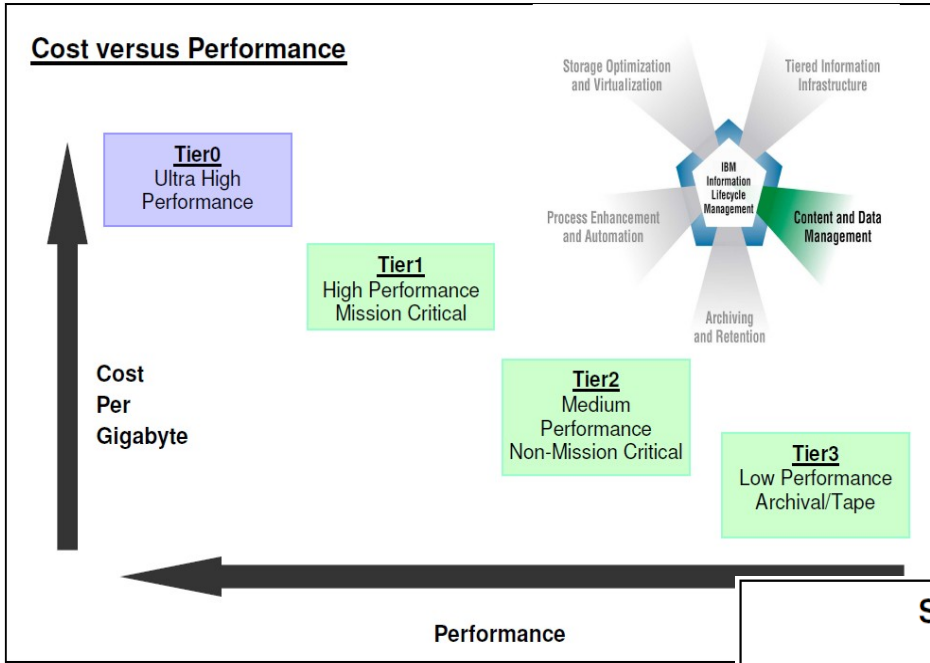 Cost versus Performance
Storage Optimization
and Virtualization
Tiered Information
Infrastructure
Tier0
Ultra High
Performance
IBM
Information
Lifecycle
Management
Process Enhancement
and Automation
Content and Data
Management
Tier1
High Performance
Mission Critical
Archiving
and Retention
Cost
Per
Gigabyte
Tier2
Medium
Performance
Non-Mission Critical
Tier3
Low Performance
Archival/Tape
Performance
S